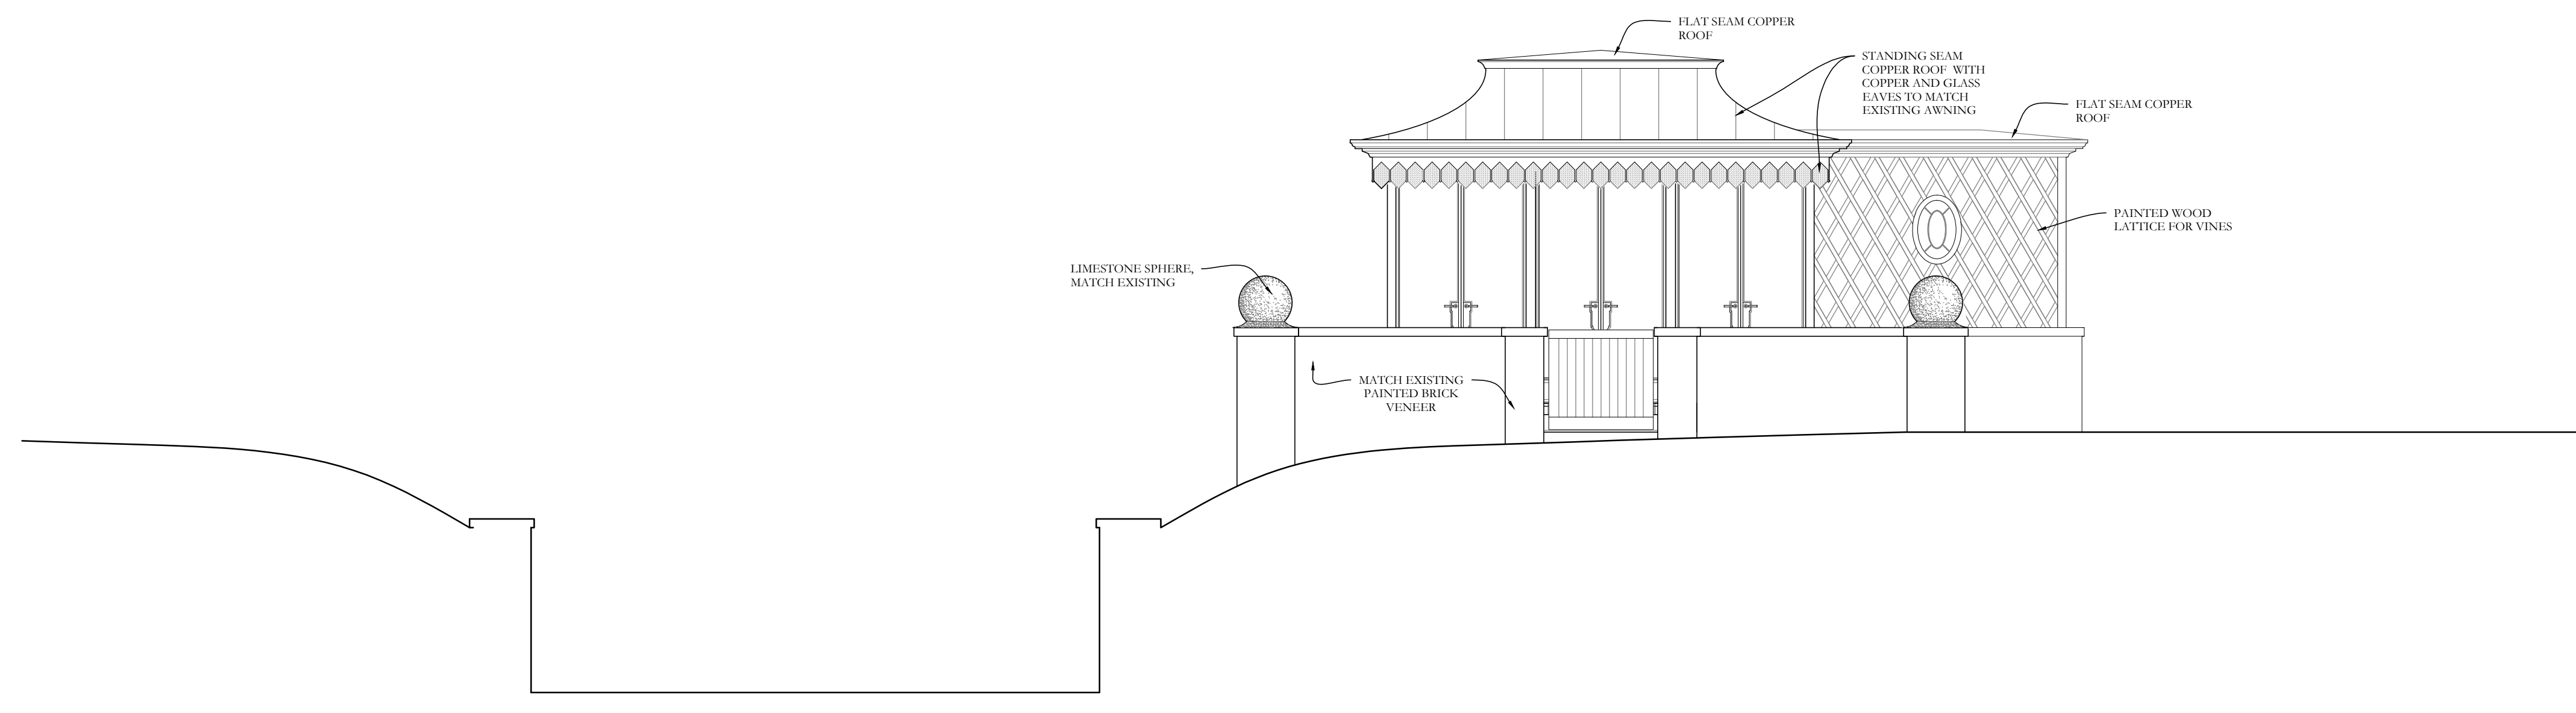 FLAT SEAM COPPER
ROOF
STANDING SEAM
COPPER ROOF WITH
COPPER AND GLASS
EAVES TO MATCH
EXISTING AWNING
FLAT SEAM COPPER
ROOF
PAINTED WOOD
LATTICE FOR VINES
LIMESTONE SPHERE,
MATCH EXISTING
MATCH EXISTING
PAINTED BRICK
VENEER